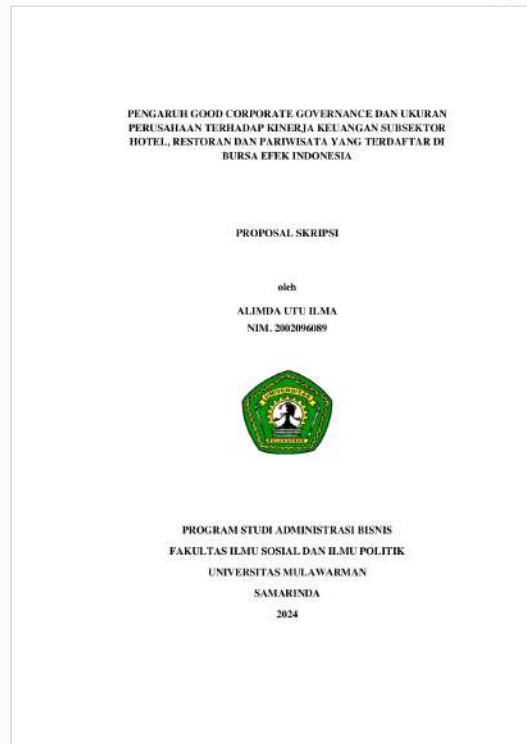 PENGARUH GOOD CORPORATE GOVERNANCE DAN UKURAN
PERUSAHAAN TERHADAP KINERJA KEUANGAN SUBSEKTOR
HOTEL, RESTORAN DAN PARIWISATA YANG TERDAFTAR DI
BURSA EFEK INDONESIA
PROPOSAL SKRIPSI
oleh
ALIMDA UTU ILMA
NIM. 2002096089
UNIVERSITAS
MULAWARMAN
PROGRAM STUDI ADMINISTRASI BISNIS
FAKULTAS ILMU SOSIAL DAN ILMU POLITIK
UNIVERSITAS MULAWARMAN
SAMARINDA
2024